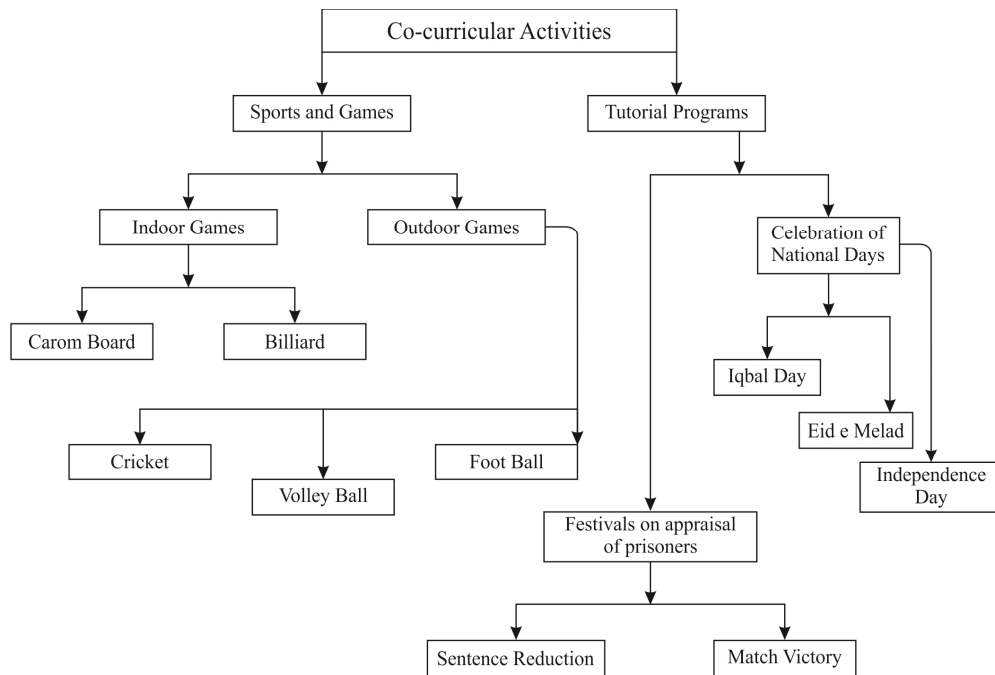 Co-curricular Activities
Sports and Games
Tutorial Programs
Indoor Games
Outdoor Games
Celebration of
National Days
Carom Board
Billiard
Iqbal Day
Eid e Melad
Cricket
Foot Ball
Independence
Day
Volley Ball
Festivals on appraisal
of prisoners
Sentence Reduction
Match Victory